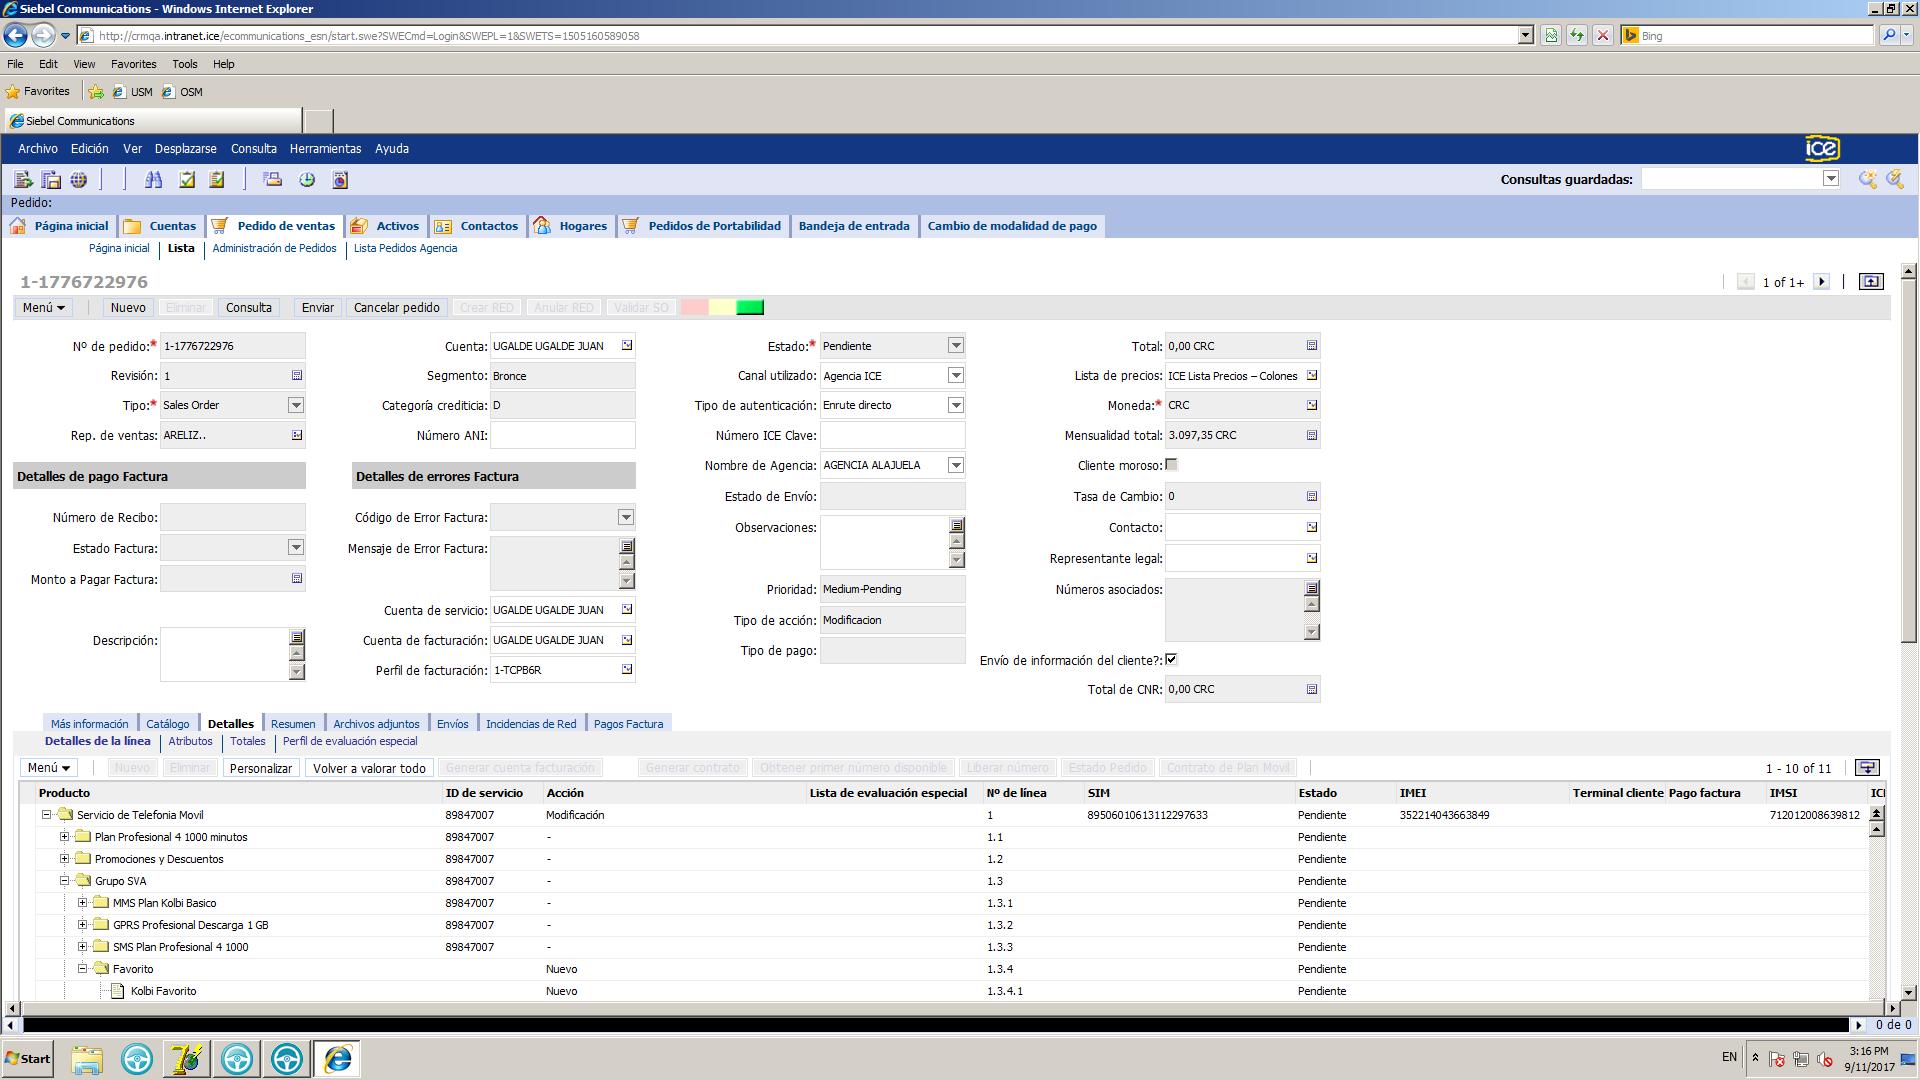 Siebel Communications - Windows Internet Explorer
http://crmqa.intranet.ice/ecommunications_esn/start.swe?SWECmd=Login&SWEPL=1&SWETS=1505160589058
Bing
File Edit View Favorites Tools Help
Favorites USM OSM
Siebel Communications
Archivo Edición Ver Desplazarse Consulta Herramientas Ayuda
ice
Consultas guardadas:
Pedido:
Página inicial Cuentas Pedido de ventas Activos Contactos Hogares Pedidos de Portabilidad Bandeja de entrada Cambio de modalidad de pago
Página inicial Lista Administración de Pedidos Lista Pedidos Agencia
1-1776722976
1 of 1+
Menú Nuevo Eliminar Consulta Enviar Cancelar pedido Crear RED Anular RED Validar SO
Nº de pedido:* 1-1776722976 Cuenta: UGALDE UGALDE JUAN Estado:* Pendiente Total: 0,00 CRC
Revisión: 1 Segmento: Bronce Canal utilizado: Agencia ICE Lista de precios: ICE Lista Precios – Colones
Tipo:* Sales Order Categoría crediticia: D Tipo de autenticación: Enrute directo Moneda:* CRC
Rep. de ventas: ARELIZ.. Número ANI: Número ICE Clave: Mensualidad total: 3.097,35 CRC
Detalles de pago Factura Detalles de errores Factura Nombre de Agencia: AGENCIA ALAJUELA Cliente moroso:
Estado de Envío: Tasa de Cambio: 0
Número de Recibo: Código de Error Factura: Observaciones: Contacto:
Estado Factura: Mensaje de Error Factura: Representante legal:
Monto a Pagar Factura: Prioridad: Medium-Pending Números asociados:
Cuenta de servicio: UGALDE UGALDE JUAN Tipo de acción: Modificacion
Descripción: Cuenta de facturación: UGALDE UGALDE JUAN Tipo de pago:
Perfil de facturación: 1-TCPB6R Envío de información del cliente?:
Total de CNR: 0,00 CRC
Más información Catálogo Detalles Resumen Archivos adjuntos Envíos Incidencias de Red Pagos Factura
Detalles de la línea Atributos Totales Perfil de evaluación especial
Menú Nuevo Eliminar Personalizar Volver a valorar todo Generar cuenta facturación Generar contrato Obtener primer número disponible Liberar número Estado Pedido Contrato de Plan Movil 1 - 10 of 11
Producto ID de servicio Acción Lista de evaluación especial Nº de línea SIM Estado IMEI Terminal cliente Pago factura IMSI ICI
Servicio de Telefonia Movil 89847007 Modificación 1 89506010613112297633 Pendiente 352214043663849 712012008639812
Plan Profesional 4 1000 minutos 89847007 - 1.1 Pendiente
Promociones y Descuentos 89847007 - 1.2 Pendiente
Grupo SVA 89847007 - 1.3 Pendiente
MMS Plan Kolbi Basico 89847007 - 1.3.1 Pendiente
GPRS Profesional Descarga 1 GB 89847007 - 1.3.2 Pendiente
SMS Plan Profesional 4 1000 89847007 - 1.3.3 Pendiente
Favorito Nuevo 1.3.4 Pendiente
Kolbi Favorito Nuevo 1.3.4.1 Pendiente
0 de 0
Start
EN
3:16 PM
9/11/2017